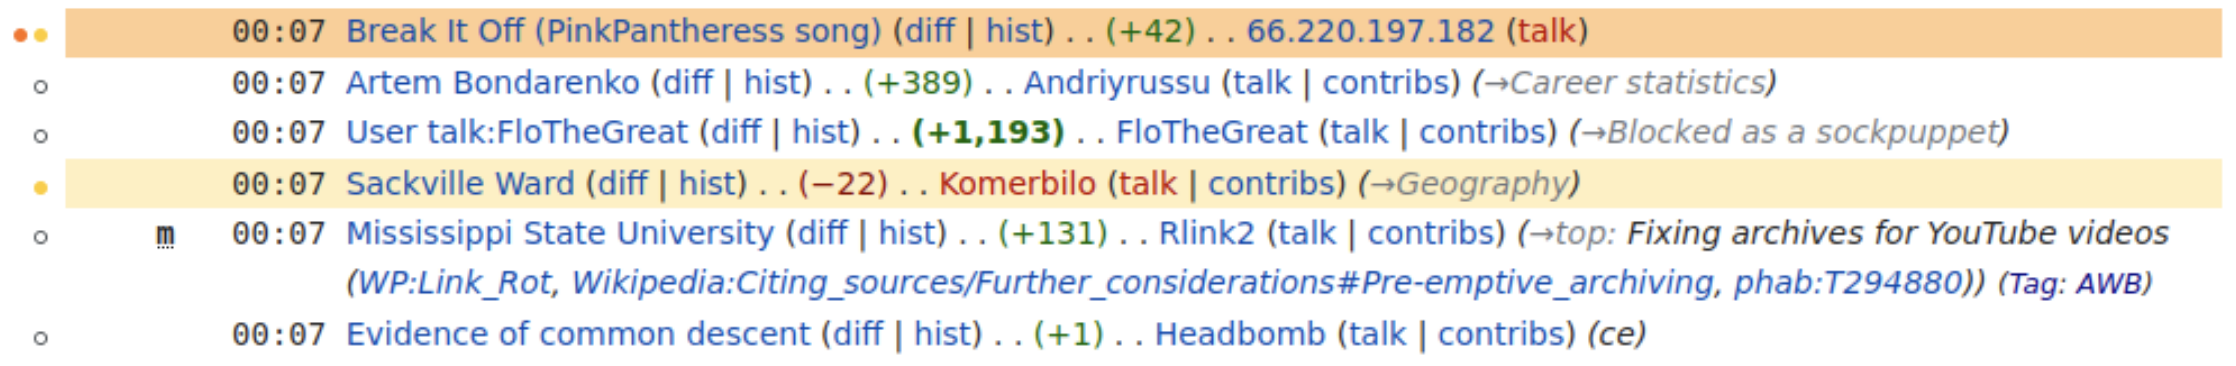 00:07 Break It Off (PinkPantheress song) (diff | hist) . . (+42) . . 66.220.197.182 (talk)
00:07 Artem Bondarenko (diff | hist) . . (+389) . . Andriyrussu (talk | contribs) (→Career statistics)
00:07 User talk:FloTheGreat (diff | hist) . . (+1,193) . . FloTheGreat (talk | contribs) (→Blocked as a sockpuppet)
00:07 Sackville Ward (diff | hist) . . (−22) . . Komerbilo (talk | contribs) (→Geography)
m 00:07 Mississippi State University (diff | hist) . . (+131) . . Rlink2 (talk | contribs) (→top: Fixing archives for YouTube videos
(WP:Link_Rot, Wikipedia:Citing_sources/Further_considerations#Pre-emptive_archiving, phab:T294880)) (Tag: AWB)
00:07 Evidence of common descent (diff | hist) . . (+1) . . Headbomb (talk | contribs) (ce)